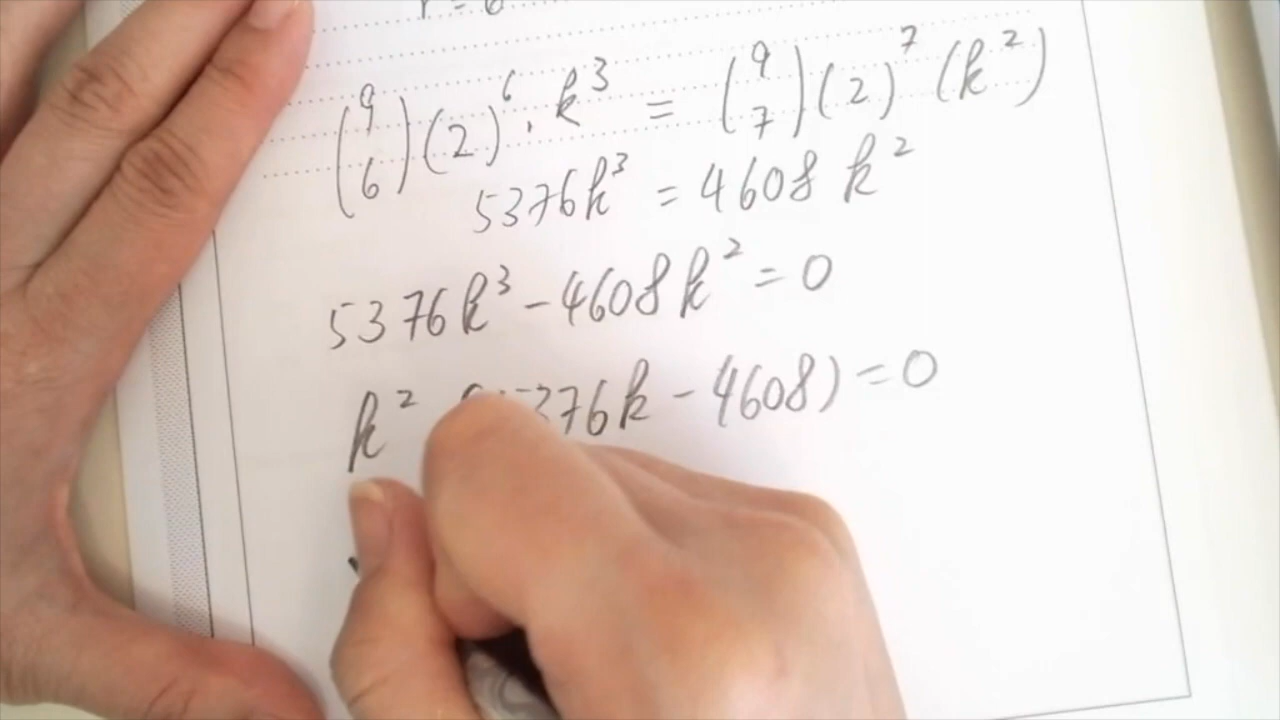 (9 6)(2)^6 · k^3 = (9 7)(2)^7 (k^2)
5376k^3 = 4608 k^2
5376k^3 - 4608k^2 = 0
k^2 (5376k - 4608) = 0